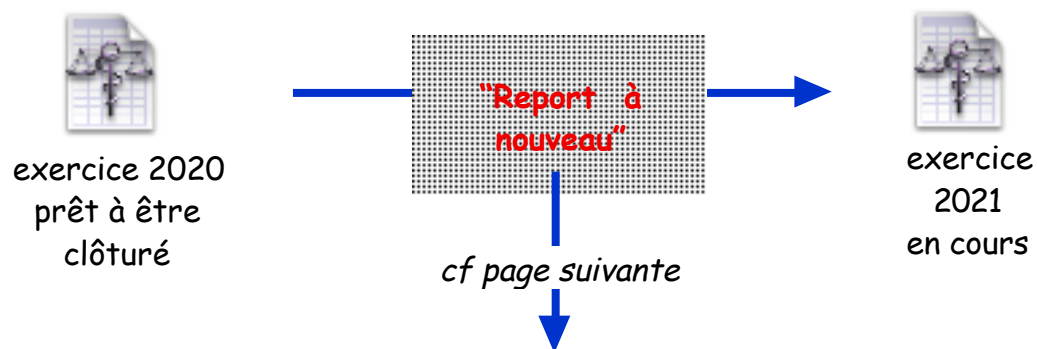 exercice 2020
prêt à être
clôturé
"Report à
nouveau"
cf page suivante
exercice
2021
en cours